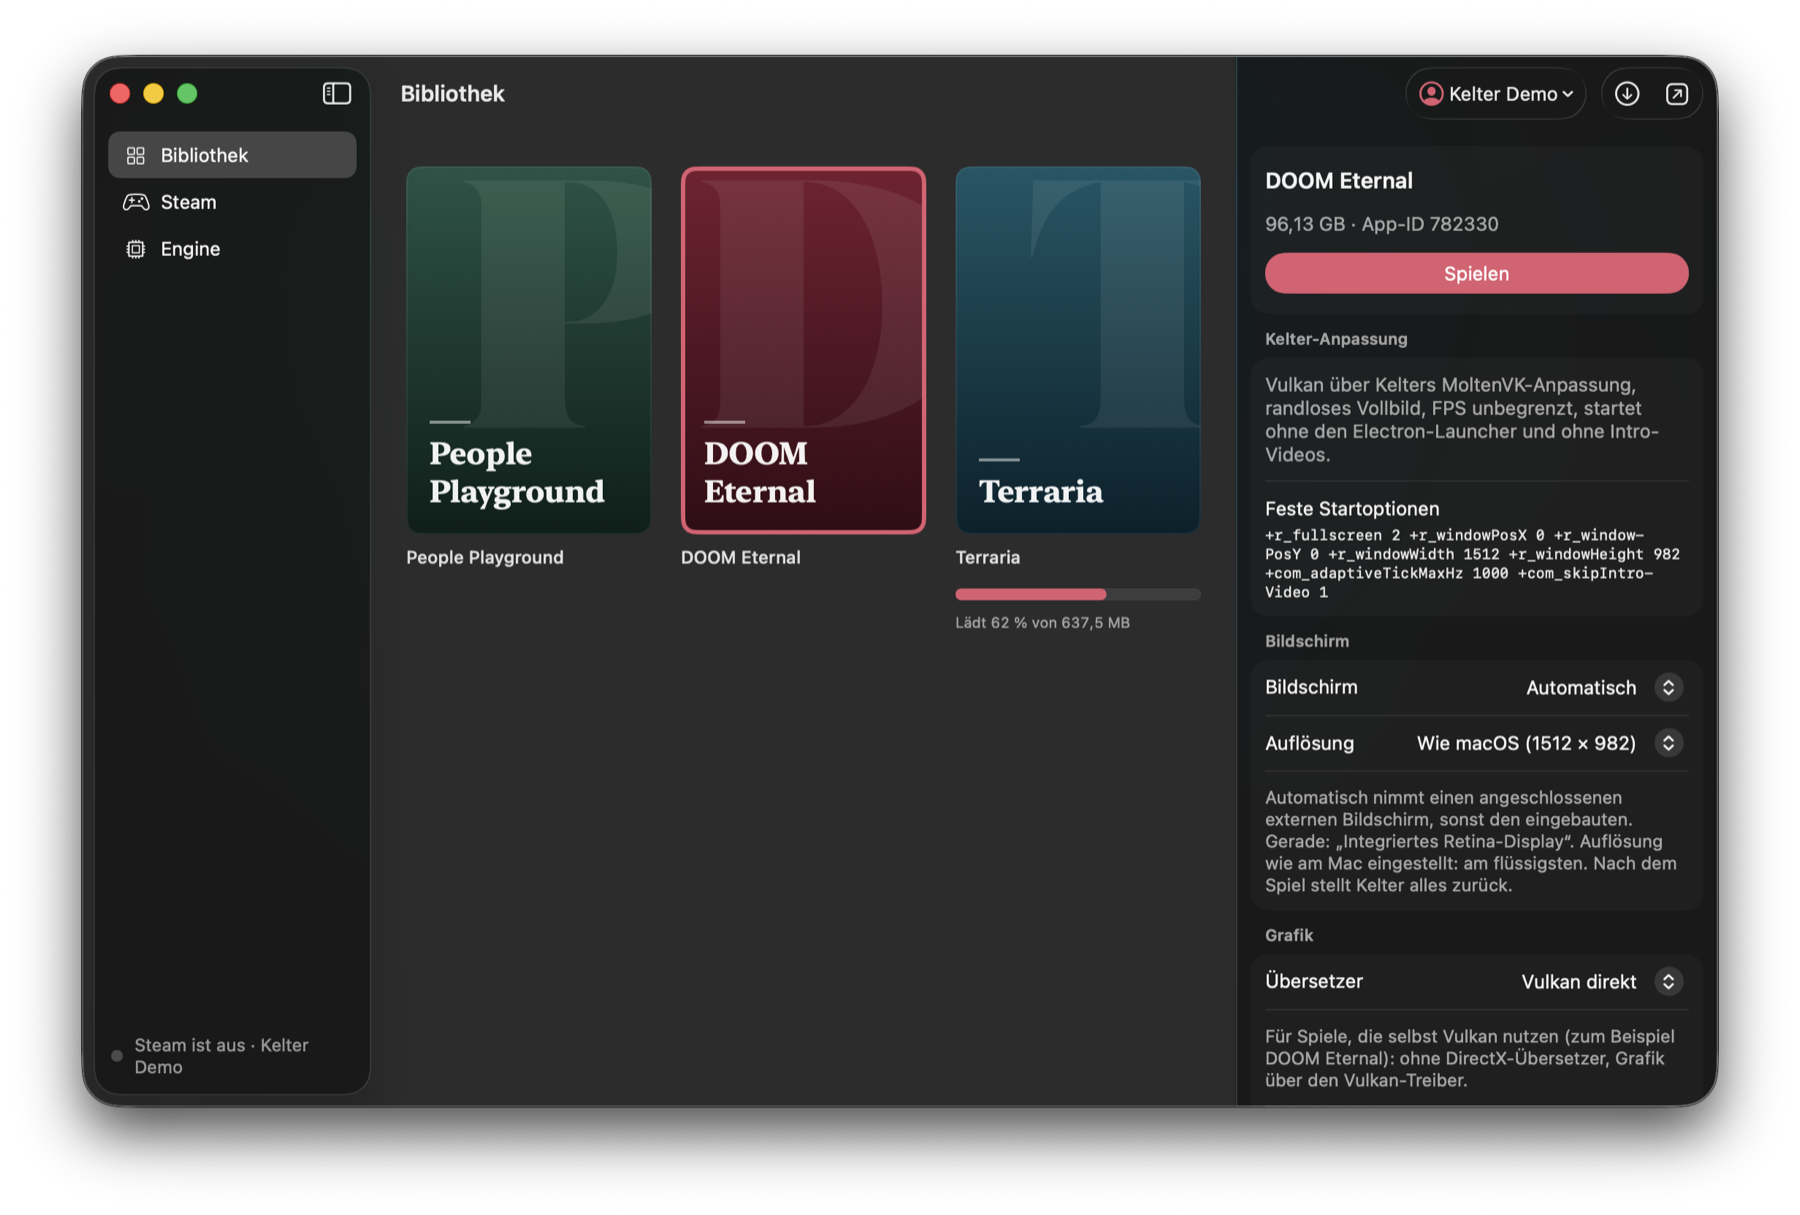 Bibliothek
Steam
Engine
Steam ist aus · Kelter
Demo
Bibliothek
People
Playground
People Playground
DOOM
Eternal
DOOM Eternal
Terraria
Terraria
Lädt 62 % von 637,5 MB
Kelter Demo
DOOM Eternal
96,13 GB · App-ID 782330
Spielen
Kelter-Anpassung
Vulkan über Kelters MoltenVK-Anpassung,
randloses Vollbild, FPS unbegrenzt, startet
ohne den Electron-Launcher und ohne Intro-
Videos.
Feste Startoptionen
+r_fullscreen 2 +r_windowPosX 0 +r_window-
PosY 0 +r_windowWidth 1512 +r_windowHeight 982
+com_adaptiveTickMaxHz 1000 +com_skipIntro-
Video 1
Bildschirm
Bildschirm Automatisch
Auflösung Wie macOS (1512 × 982)
Automatisch nimmt einen angeschlossenen
externen Bildschirm, sonst den eingebauten.
Gerade: „Integriertes Retina-Display“. Auflösung
wie am Mac eingestellt: am flüssigsten. Nach dem
Spiel stellt Kelter alles zurück.
Grafik
Übersetzer Vulkan direkt
Für Spiele, die selbst Vulkan nutzen (zum Beispiel
DOOM Eternal): ohne DirectX-Übersetzer, Grafik
über den Vulkan-Treiber.